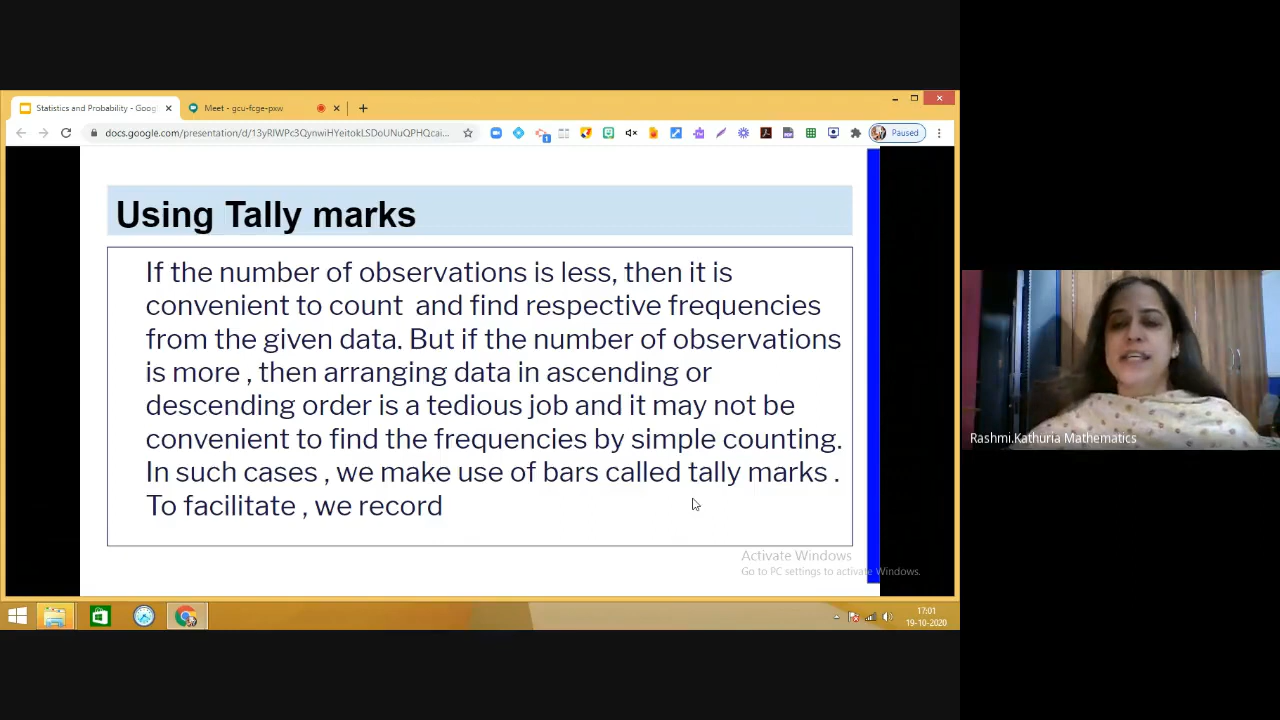 Statistics and Probability - Goog
Meet - gcu-fcge-pxw
docs.google.com/presentation/d/13yRlWPc3QynwiHYeitokLSDoUNuQPHQcai...
Paused
Using Tally marks
If the number of observations is less, then it is
convenient to count and find respective frequencies
from the given data. But if the number of observations
is more , then arranging data in ascending or
descending order is a tedious job and it may not be
convenient to find the frequencies by simple counting.
In such cases , we make use of bars called tally marks .
To facilitate , we record
Rashmi.Kathuria Mathematics
Activate Windows
Go to PC settings to activate Windows.
17:01
19-10-2020